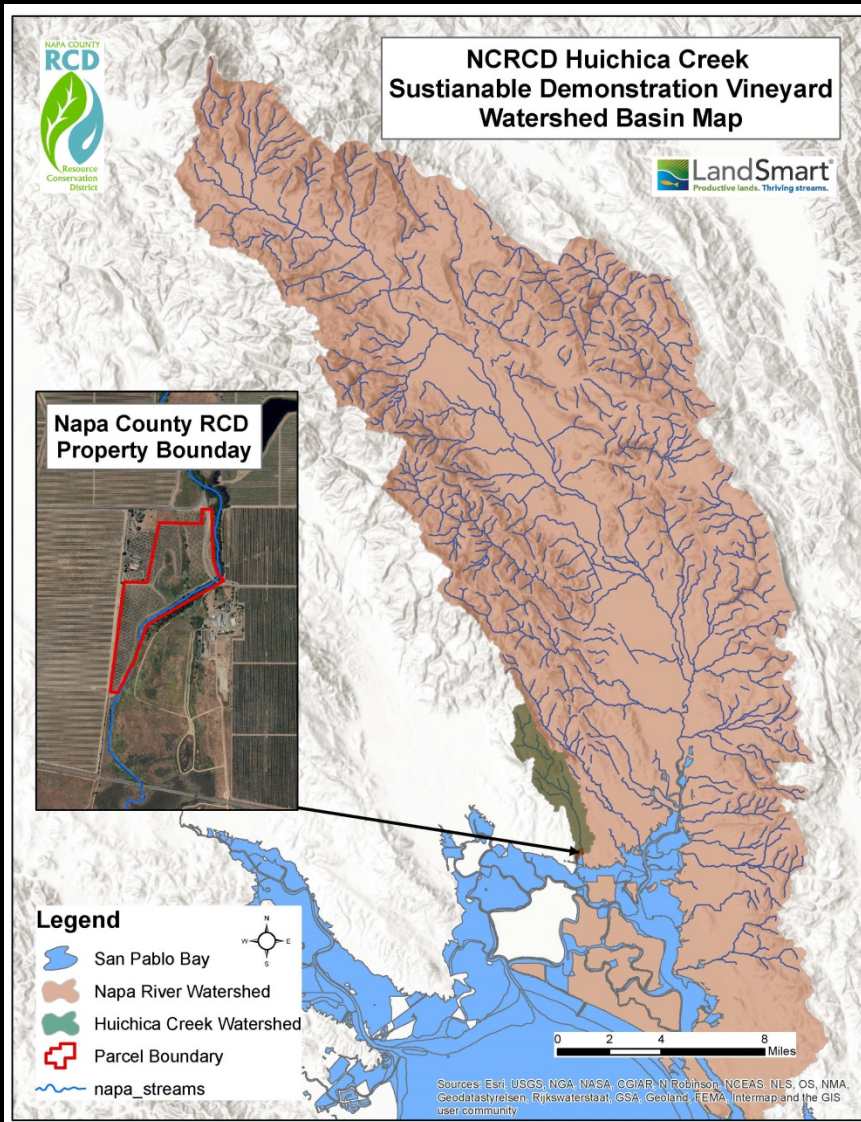 NAPA COUNTY
RCD
Resource
Conservation
District
NCRCD Huichica Creek
Sustianable Demonstration Vineyard
Watershed Basin Map
LandSmart®
Productive lands. Thriving streams.
Napa County RCD
Property Bounday
Legend
N
W E
S
San Pablo Bay
Napa River Watershed
Huichica Creek Watershed
Parcel Boundary
napa_streams
0 2 4 8
Miles
Sources: Esri, USGS, NGA, NASA, CGIAR, N Robinson, NCEAS, NLS, OS, NMA,
Geodatastyrelsen, Rijkswaterstaat, GSA, Geoland, FEMA, Intermap and the GIS
user community